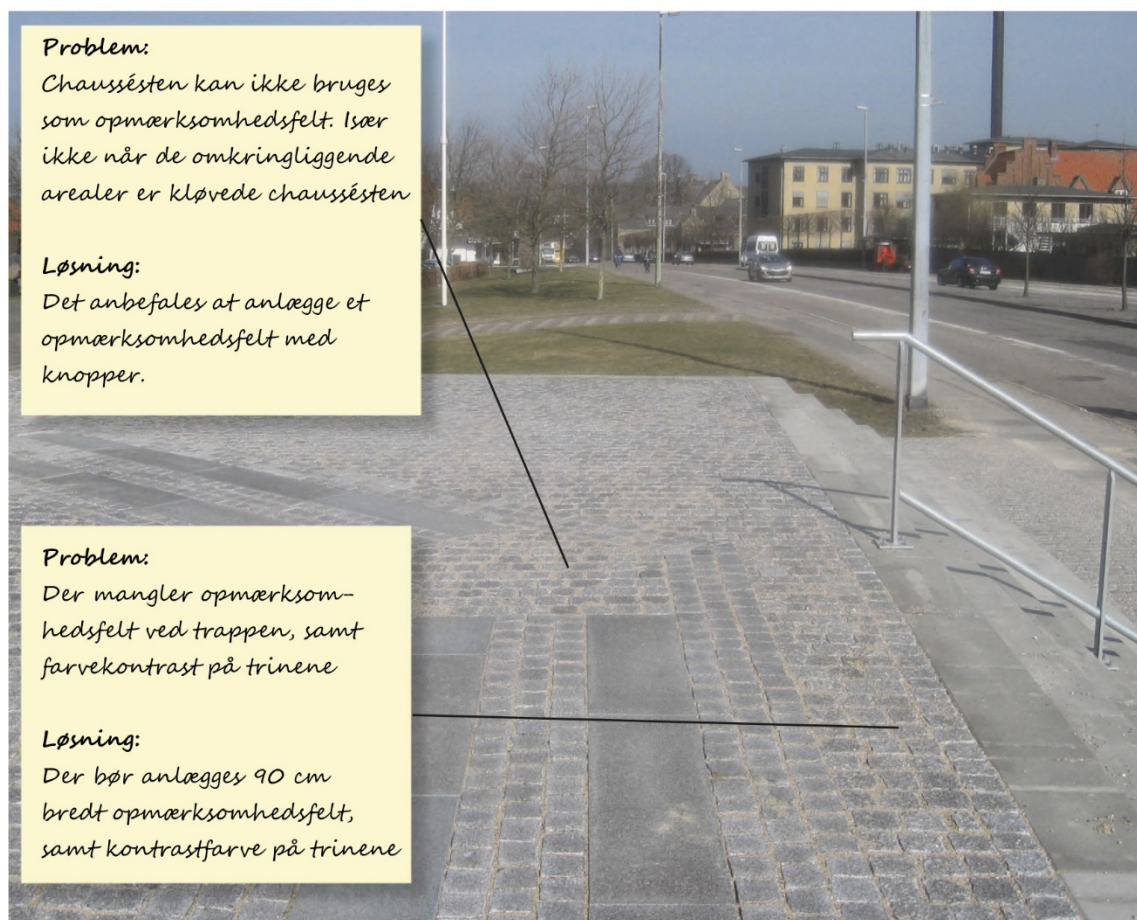 Problem:
Chaussésten kan ikke bruges
som opmærksomhedsfelt. Især
ikke når de omkringliggende
arealer er kløvede chaussésten
Løsning:
Det anbefales at anlægge et
opmærksomhedsfelt med
knopper.
Problem:
Der mangler opmærksom-
hedsfelt ved trappen, samt
farvekontrast på trinene
Løsning:
Der bør anlægges 90 cm
bredt opmærksomhedsfelt,
samt kontrastfarve på trinene